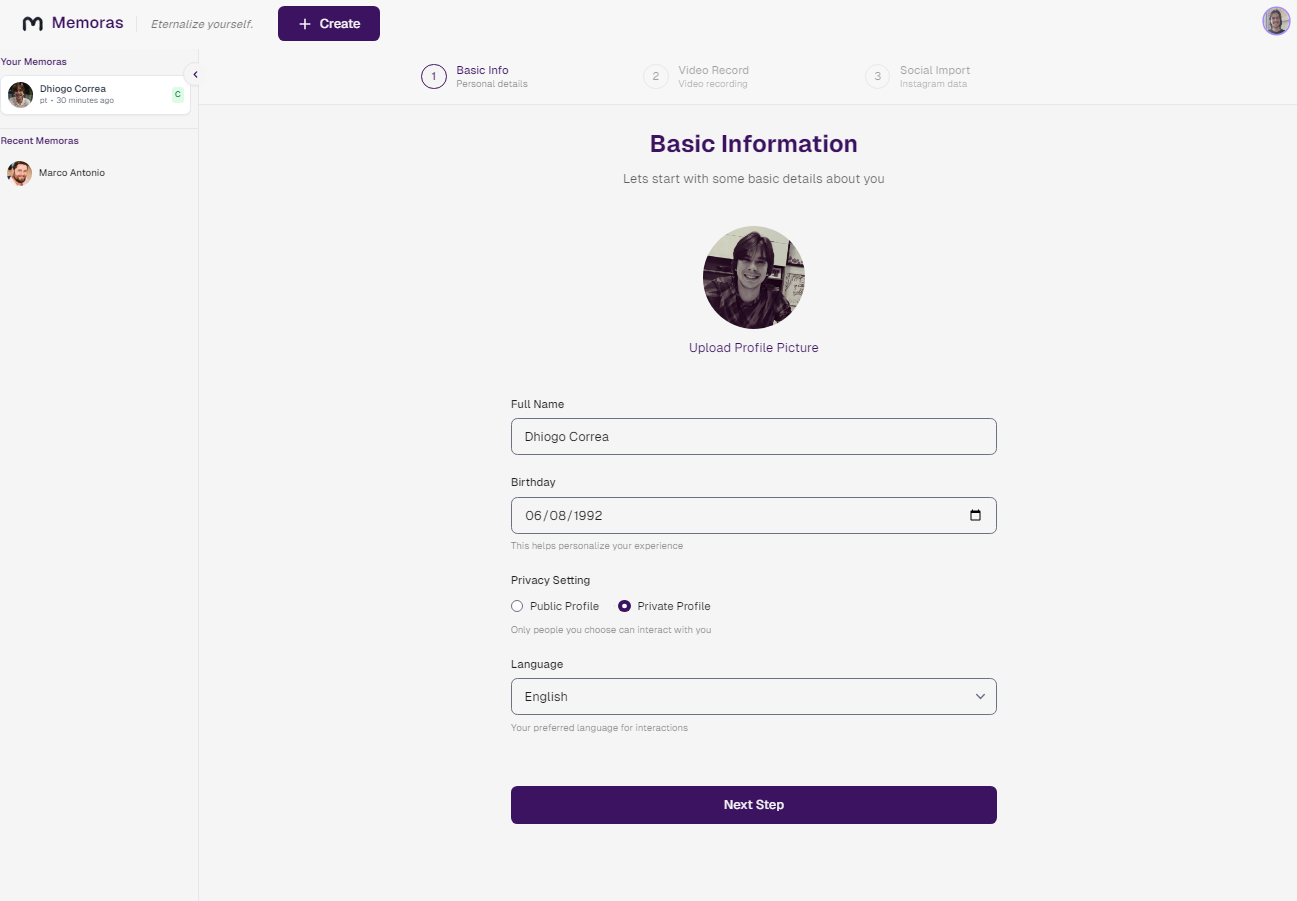 Memoras
Eternalize yourself.
+ Create
Your Memoras
Dhiogo Correa
pt • 30 minutes ago
C
Recent Memoras
Marco Antonio
1
Basic Info
Personal details
2
Video Record
Video recording
3
Social Import
Instagram data
Basic Information
Lets start with some basic details about you
Upload Profile Picture
Full Name
Dhiogo Correa
Birthday
06/08/1992
This helps personalize your experience
Privacy Setting
Public Profile
Private Profile
Only people you choose can interact with you
Language
English
Your preferred language for interactions
Next Step